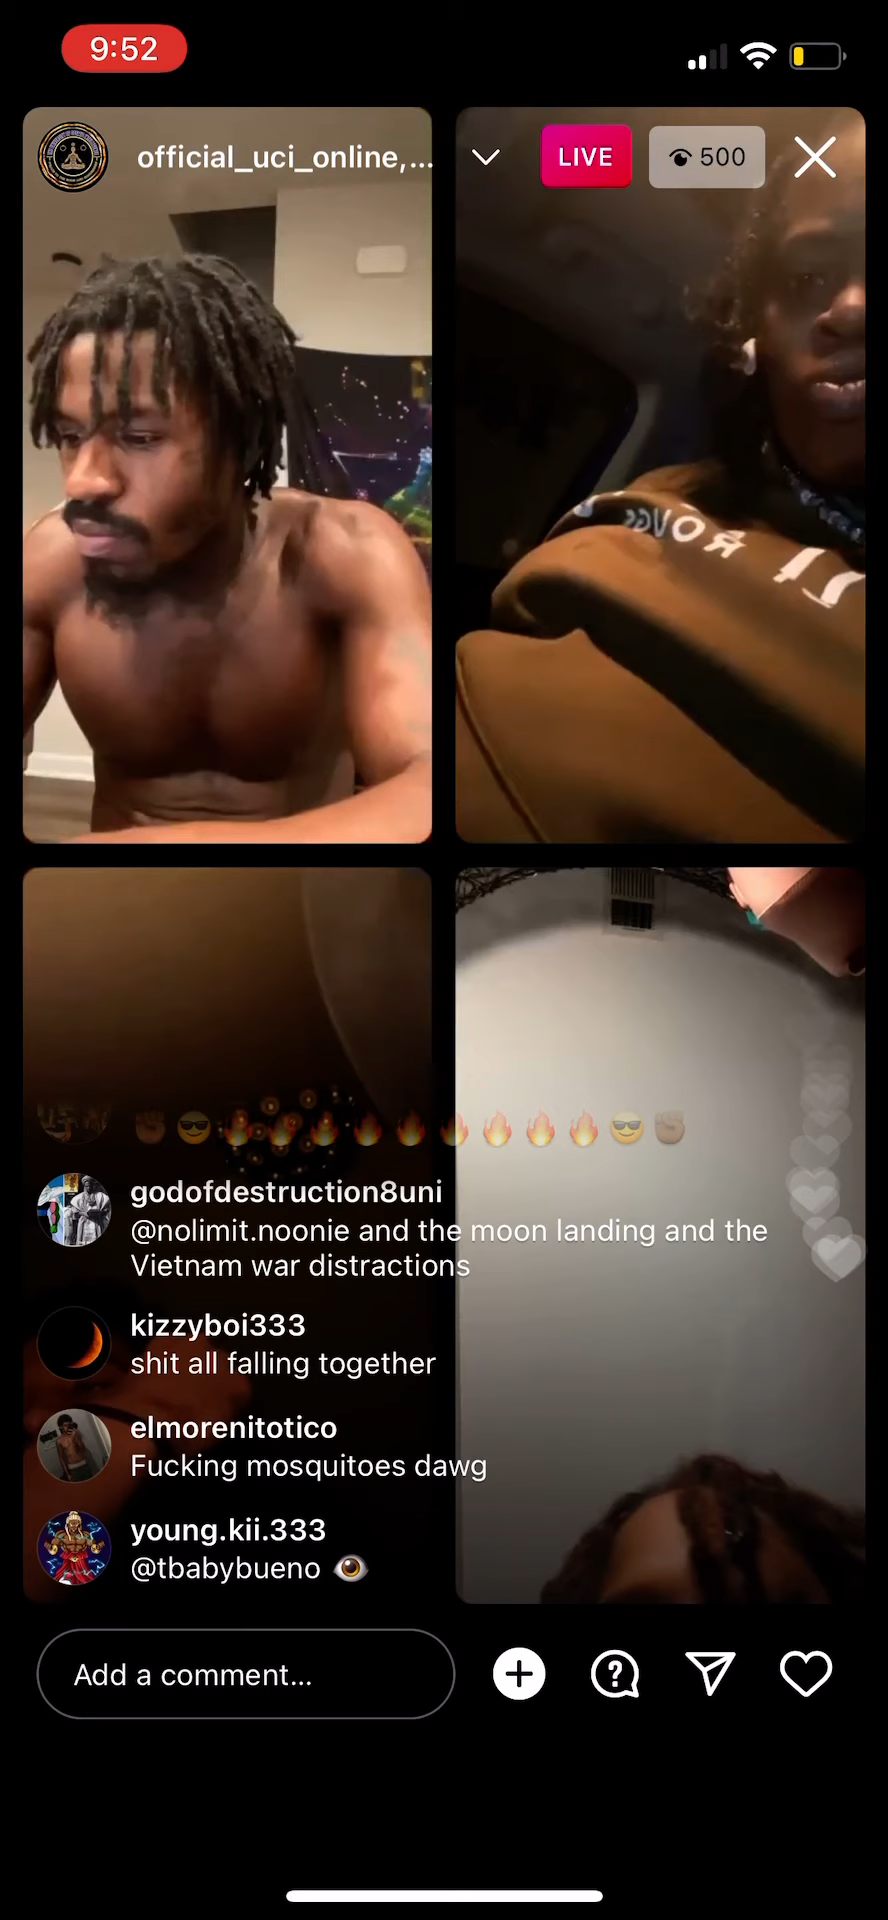 9:52
official_uci_online,...
LIVE
500
✊🏾😎🔥🔥🔥🔥🔥🔥🔥🔥🔥😎✊🏾
godofdestruction8uni
@nolimit.noonie and the moon landing and the
Vietnam war distractions
kizzyboi333
shit all falling together
elmorenitotico
Fucking mosquitoes dawg
young.kii.333
@tbabybueno 👁️
Add a comment...